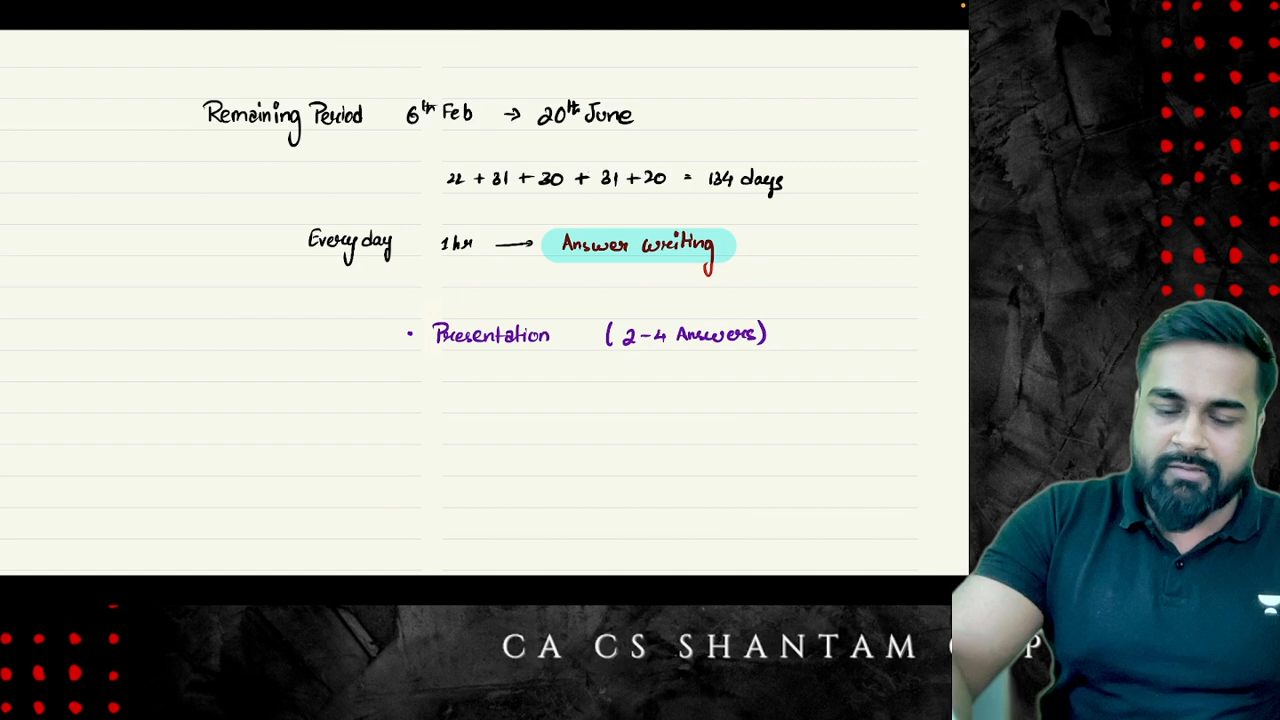 Remaining Period 6th Feb → 20th June
22 + 31 + 30 + 31 + 20 = 134 days
Every day 1 hr → Answer writing
• Presentation (2-4 Answers)
CA CS SHANTAM